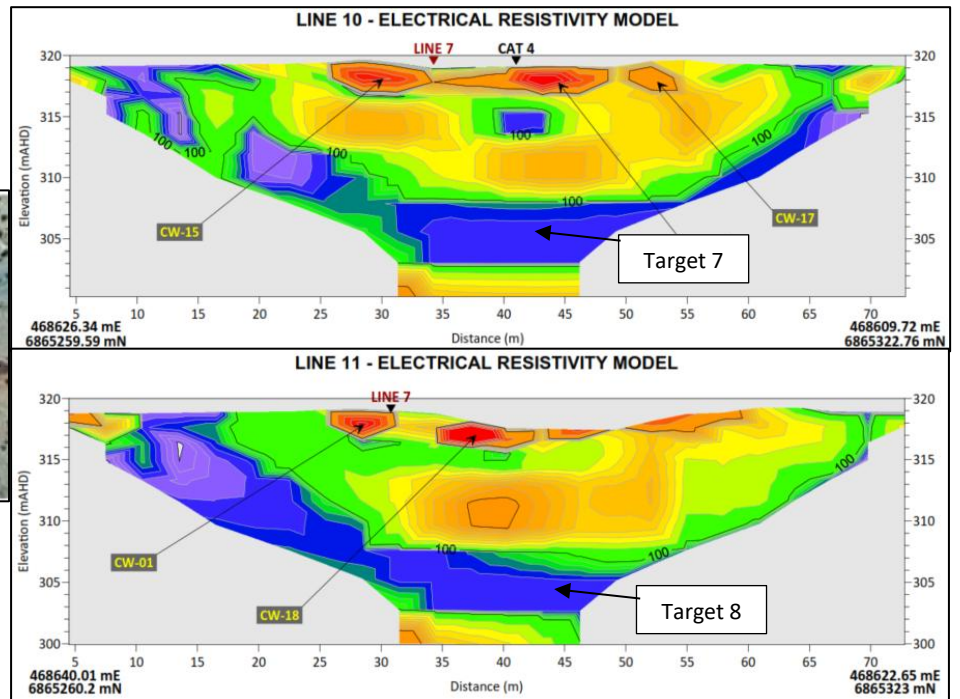 LINE 10 - ELECTRICAL RESISTIVITY MODEL
LINE 7 CAT 4
320 320
315 315
310 310
305 305
Elevation (mAHD)
100 100 100 100 100 100
CW-15 CW-17
Target 7
5 10 15 20 25 30 35 40 45 50 55 60 65 70
468626.34 mE Distance (m) 468609.72 mE
6865259.59 mN 6865322.76 mN
LINE 11 - ELECTRICAL RESISTIVITY MODEL
LINE 7
320 320
315 315
310 310
305 305
300 300
Elevation (mAHD)
100 100 100
CW-01
CW-18
Target 8
5 10 15 20 25 30 35 40 45 50 55 60 65 70
468640.01 mE Distance (m) 468622.65 mE
6865260.2 mN 6865323 mN